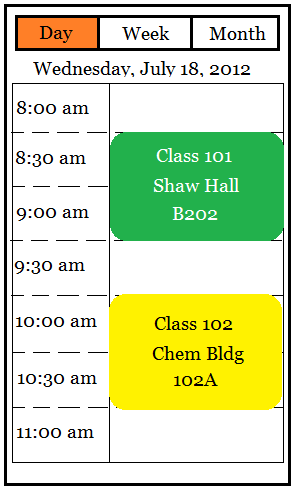 Day Week Month
Wednesday, July 18, 2012
8:00 am
8:30 am
Class 101
Shaw Hall
9:00 am
B202
9:30 am
10:00 am
Class 102
Chem Bldg
10:30 am
102A
11:00 am